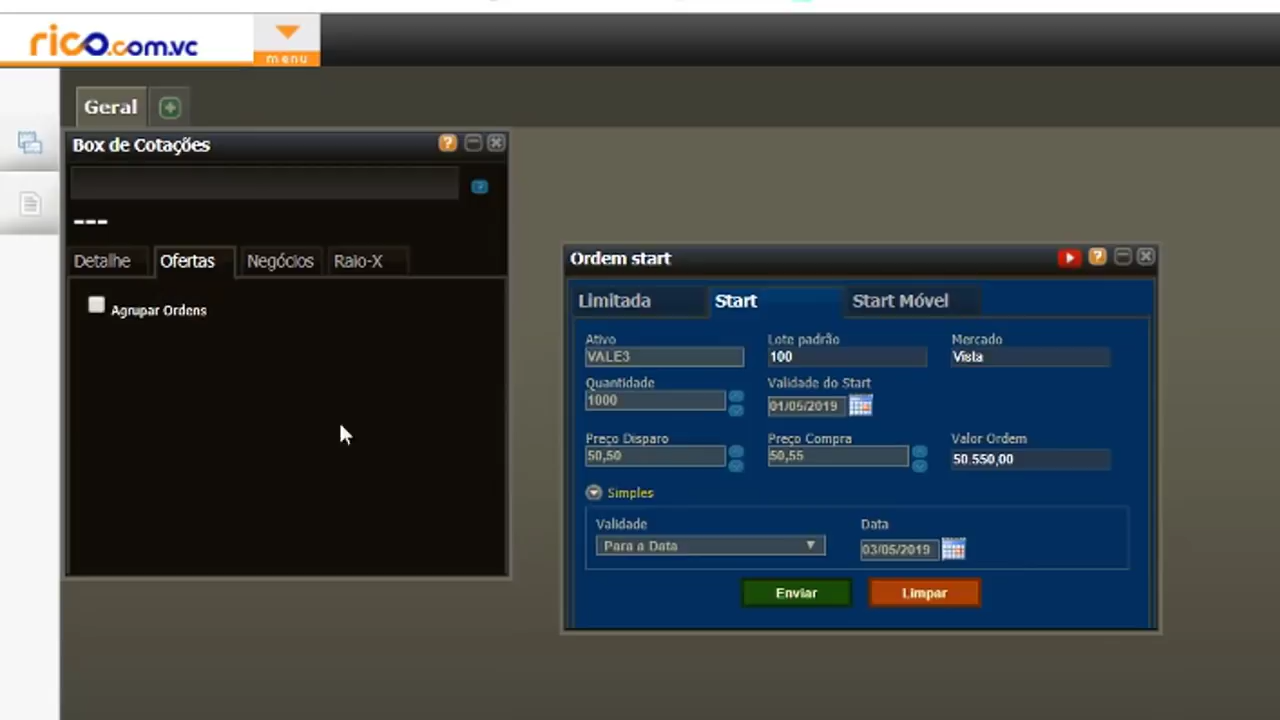 rico.com.vc
menu
Geral
Box de Cotações
---
Detalhe Ofertas Negócios Raio-X
Agrupar Ordens
Ordem start
Limitada Start Start Móvel
Ativo Lote padrão Mercado
VALE3 100 Vista
Quantidade Validade do Start
1000 01/05/2019
Preço Disparo Preço Compra Valor Ordem
50,50 50,55 50.550,00
Simples
Validade Data
Para a Data 03/05/2019
Enviar Limpar